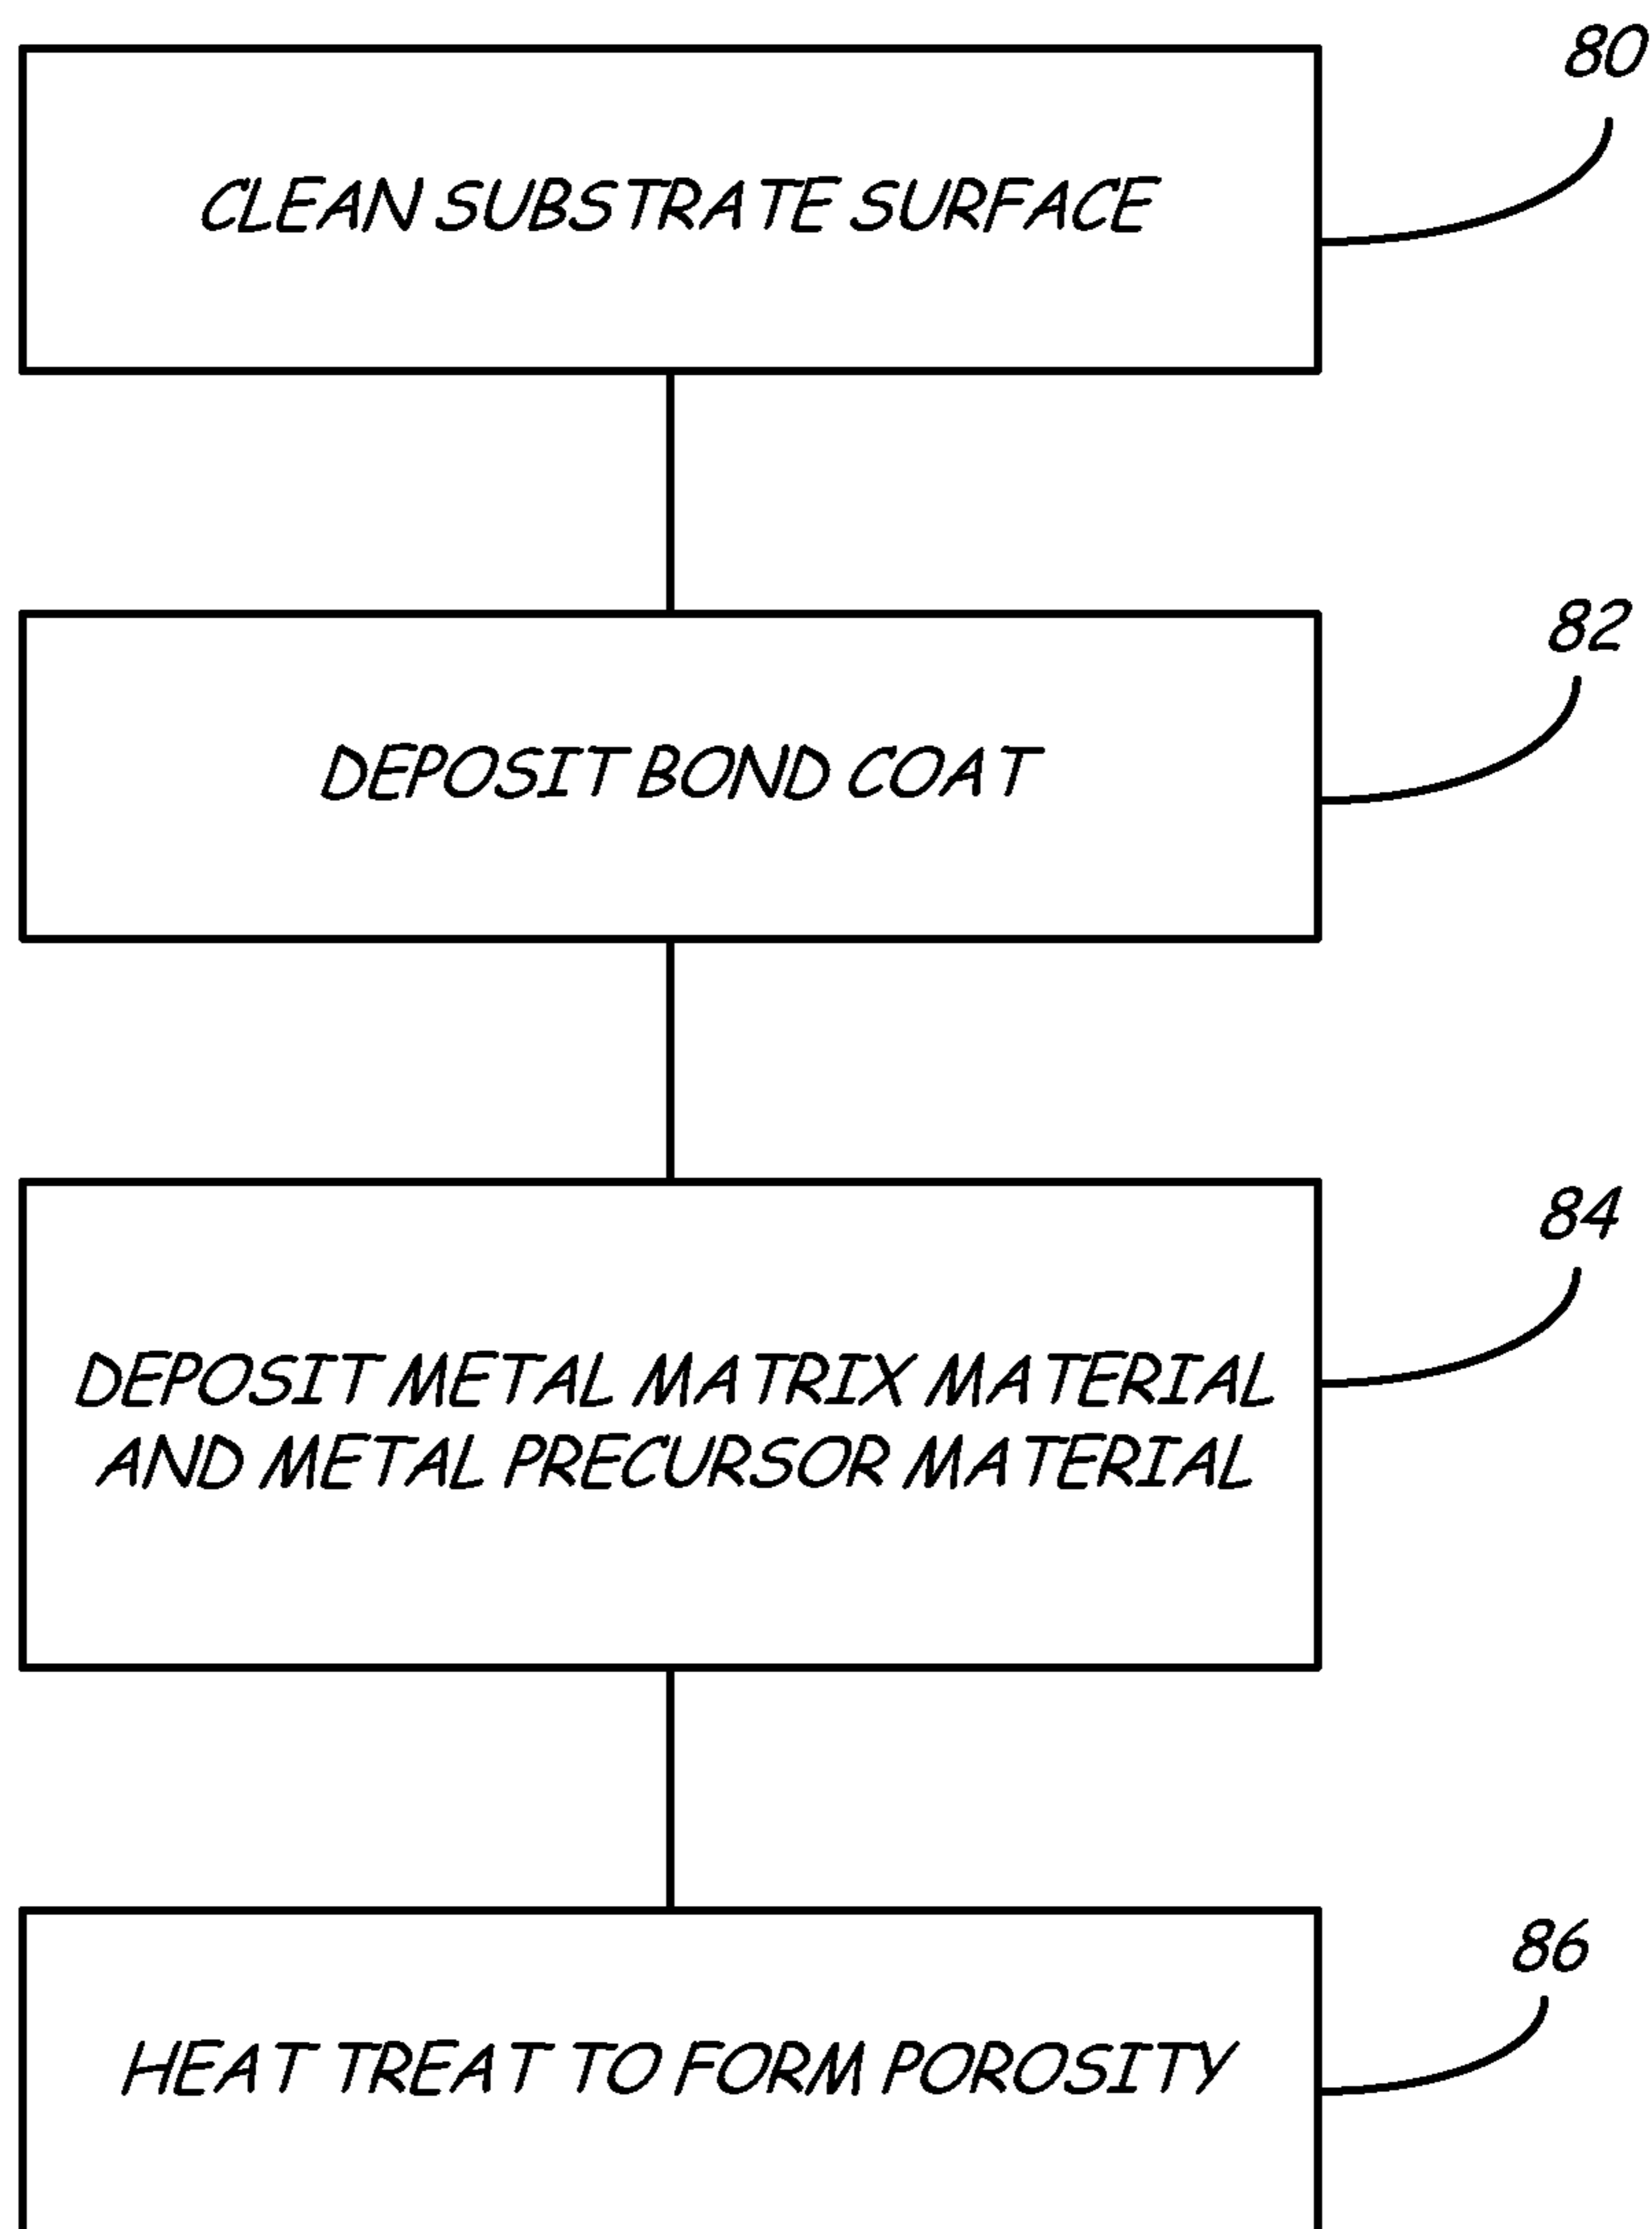 80
CLEAN SUBSTRATE SURFACE
82
DEPOSIT BOND COAT
84
DEPOSIT METAL MATRIX MATERIAL
AND METAL PRECURSOR MATERIAL
86
HEAT TREAT TO FORM POROSITY